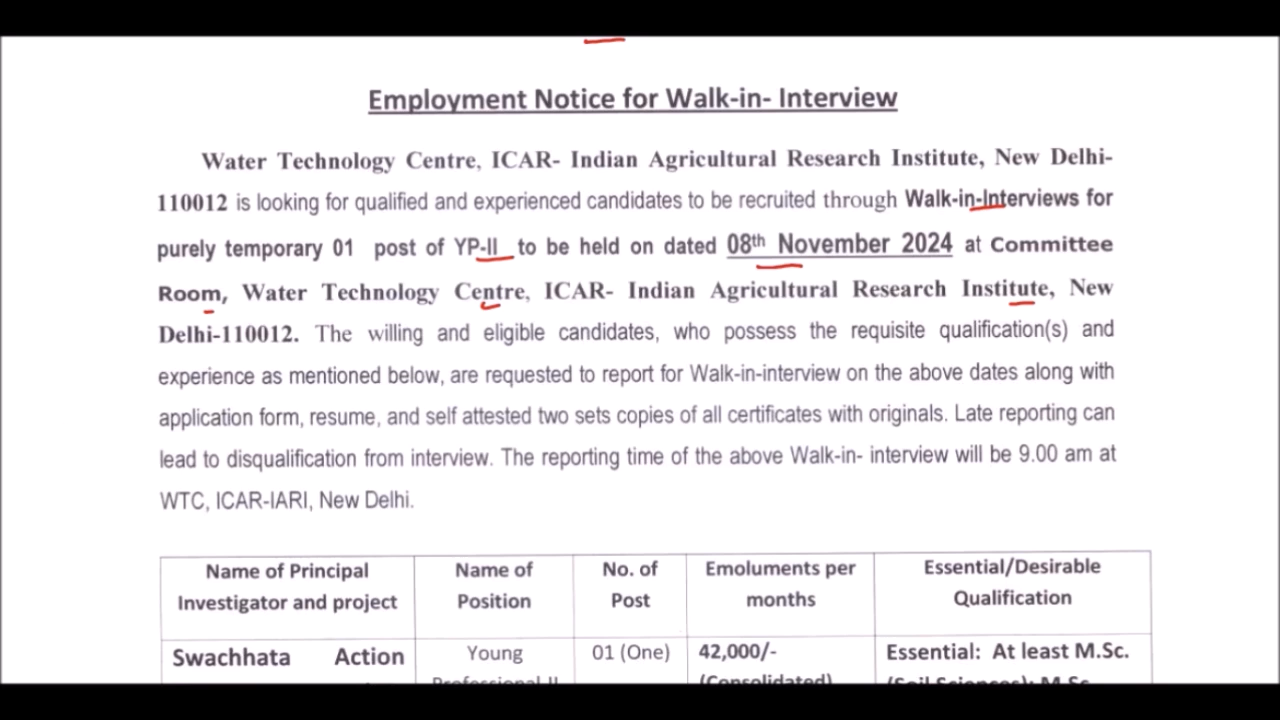 Employment Notice for Walk-in- Interview
Water Technology Centre, ICAR- Indian Agricultural Research Institute, New Delhi-
110012 is looking for qualified and experienced candidates to be recruited through Walk-in-Interviews for
purely temporary 01 post of YP-II to be held on dated 08th November 2024 at Committee
Room, Water Technology Centre, ICAR- Indian Agricultural Research Institute, New
Delhi-110012. The willing and eligible candidates, who possess the requisite qualification(s) and
experience as mentioned below, are requested to report for Walk-in-interview on the above dates along with
application form, resume, and self attested two sets copies of all certificates with originals. Late reporting can
lead to disqualification from interview. The reporting time of the above Walk-in- interview will be 9.00 am at
WTC, ICAR-IARI, New Delhi.
Name of Principal
Investigator and project
Name of
Position
No. of
Post
Emoluments per
months
Essential/Desirable
Qualification
Swachhata Action
Young
Professional II
01 (One)
42,000/-
(Consolidated)
Essential: At least M.Sc.
(Soil Sciences); M.Sc.